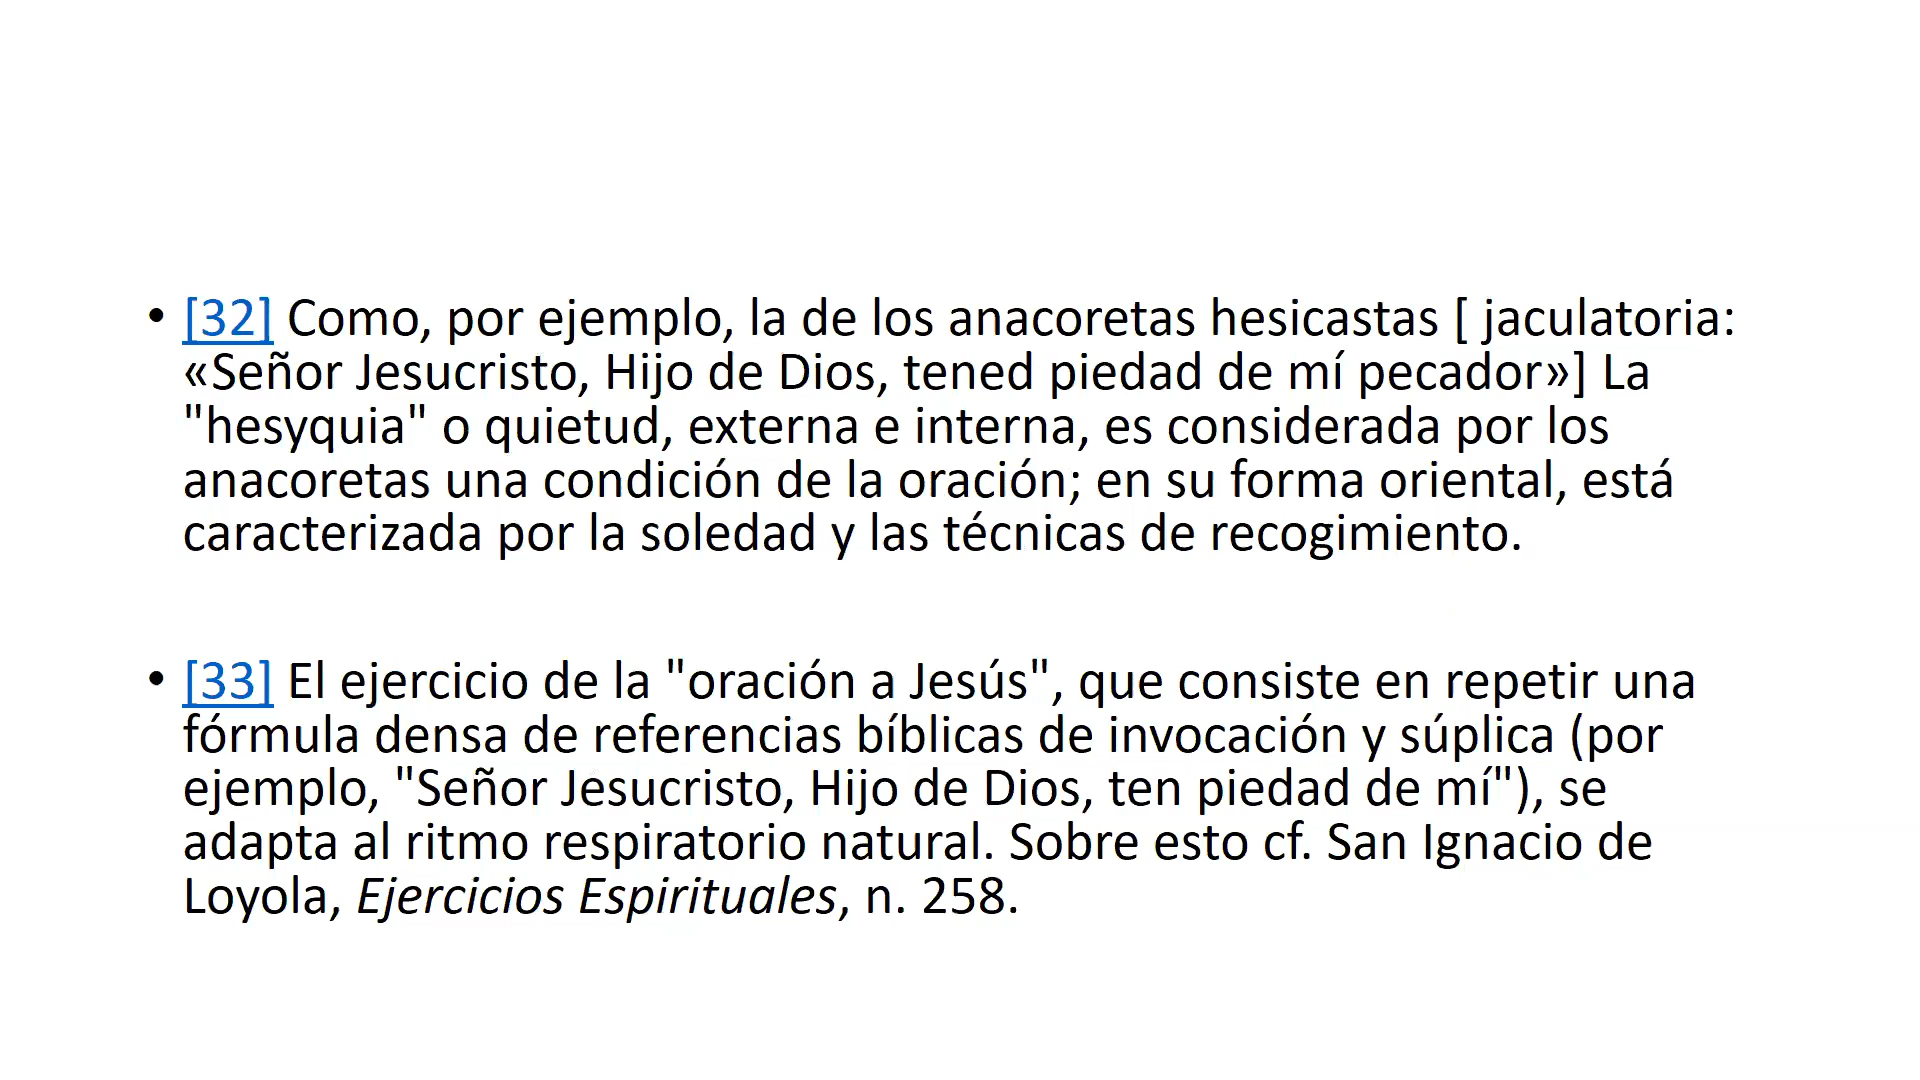 • [32] Como, por ejemplo, la de los anacoretas hesicastas [ jaculatoria:
«Señor Jesucristo, Hijo de Dios, tened piedad de mí pecador»] La
"hesyquia" o quietud, externa e interna, es considerada por los
anacoretas una condición de la oración; en su forma oriental, está
caracterizada por la soledad y las técnicas de recogimiento.
• [33] El ejercicio de la "oración a Jesús", que consiste en repetir una
fórmula densa de referencias bíblicas de invocación y súplica (por
ejemplo, "Señor Jesucristo, Hijo de Dios, ten piedad de mí"), se
adapta al ritmo respiratorio natural. Sobre esto cf. San Ignacio de
Loyola, Ejercicios Espirituales, n. 258.